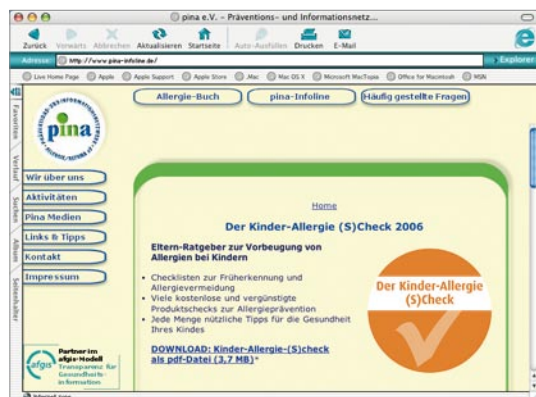 pina e.V. – Präventions- und Informationsnetz...
Zurück Vorwärts Abbrechen Aktualisieren Startseite Auto-Ausfüllen Drucken E-Mail
Adresse http://www.pina-infoline.de/ Explorer
Live Home Page Apple Apple Support Apple Store .Mac Mac OS X Microsoft MacTopia Office for Macintosh MSN
Favoriten
Verlauf
Suchen
Album
Seitenhalter
pina
Allergie-Buch pina-Infoline Häufig gestellte Fragen
Wir über uns
Aktivitäten
Pina Medien
Links & Tipps
Kontakt
Impressum
Home
Der Kinder-Allergie (S)Check 2006
Eltern-Ratgeber zur Vorbeugung von
Allergien bei Kindern
• Checklisten zur Früherkennung und
Allergievermeidung
• Viele kostenlose und vergünstigte
Produktschecks zur Allergieprävention
• Jede Menge nützliche Tipps für die Gesundheit
Ihres Kindes
DOWNLOAD: Kinder-Allergie-(S)check
als pdf-Datei (3,7 MB)*
Der Kinder-Allergie
(S)Check
afgis
Partner im
afgis-Modell
Transparenz für
Gesundheits-
information